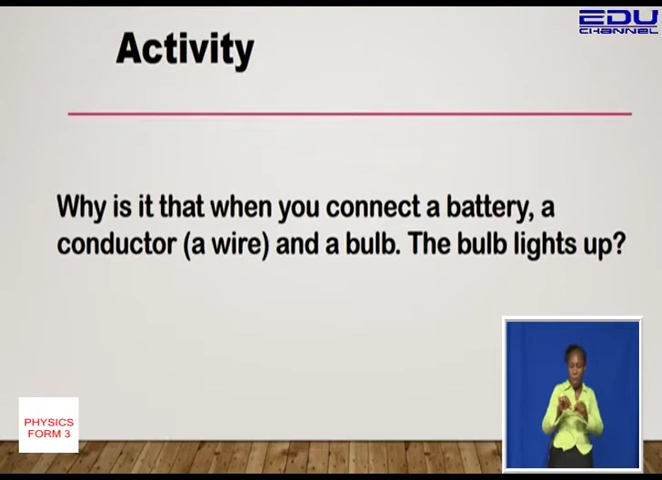 EDU
CHANNEL
Activity
Why is it that when you connect a battery, a
conductor (a wire) and a bulb. The bulb lights up?
PHYSICS
FORM 3